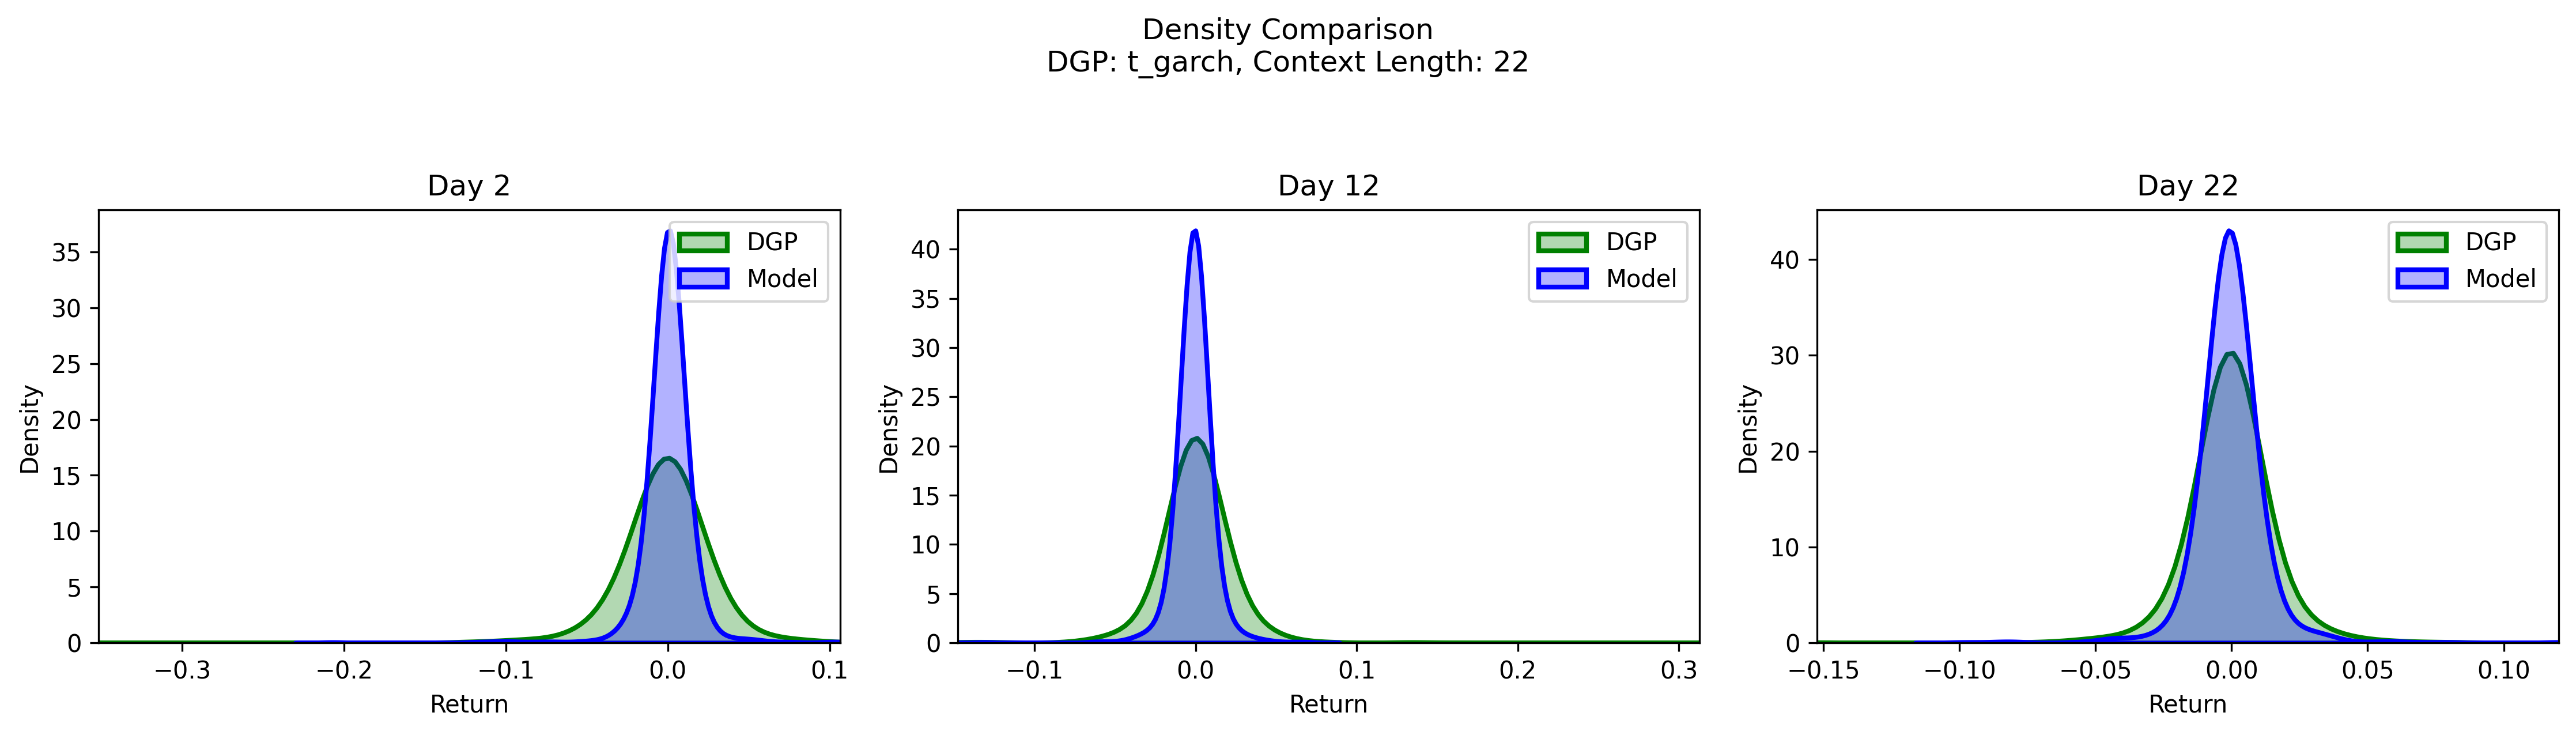 Density Comparison
DGP: t_garch, Context Length: 22
Day 2
Density
35
30
25
20
15
10
5
0
−0.3
−0.2
−0.1
0.0
0.1
Return
DGP
Model
Day 12
Density
40
35
30
25
20
15
10
5
0
−0.1
0.0
0.1
0.2
0.3
Return
DGP
Model
Day 22
Density
40
30
20
10
0
−0.15
−0.10
−0.05
0.00
0.05
0.10
Return
DGP
Model